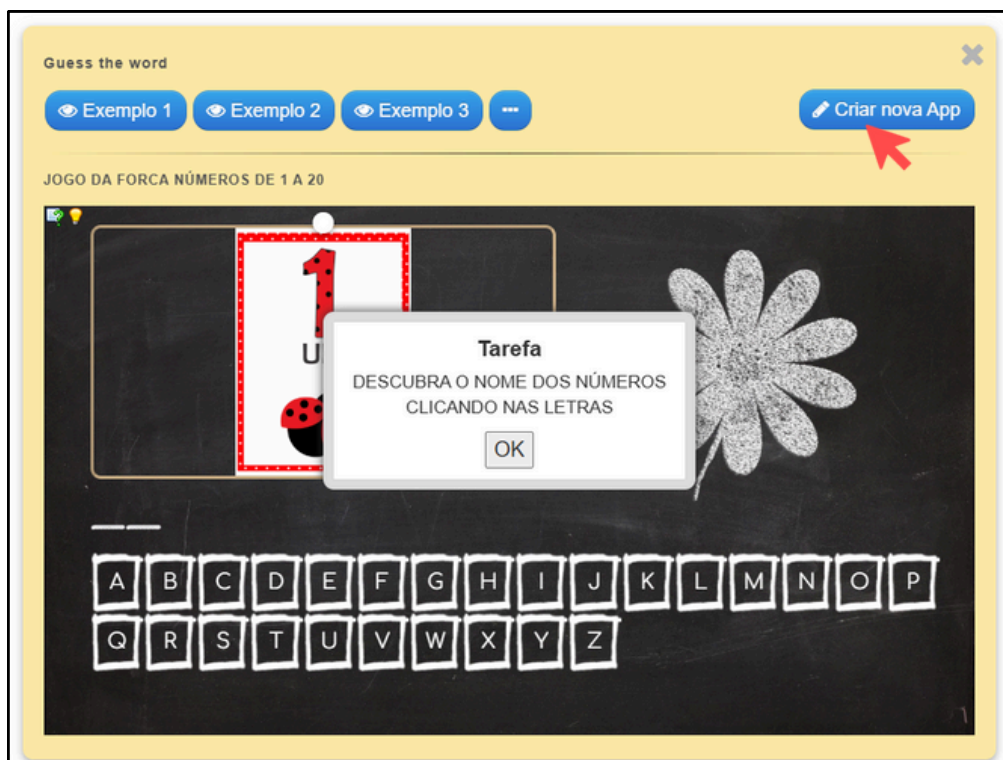 Guess the word
Exemplo 1 Exemplo 2 Exemplo 3 ... Criar nova App
JOGO DA FORCA NÚMEROS DE 1 A 20
1
Tarefa
DESCUBRA O NOME DOS NÚMEROS
CLICANDO NAS LETRAS
OK
A B C D E F G H I J K L M N O P
Q R S T U V W X Y Z